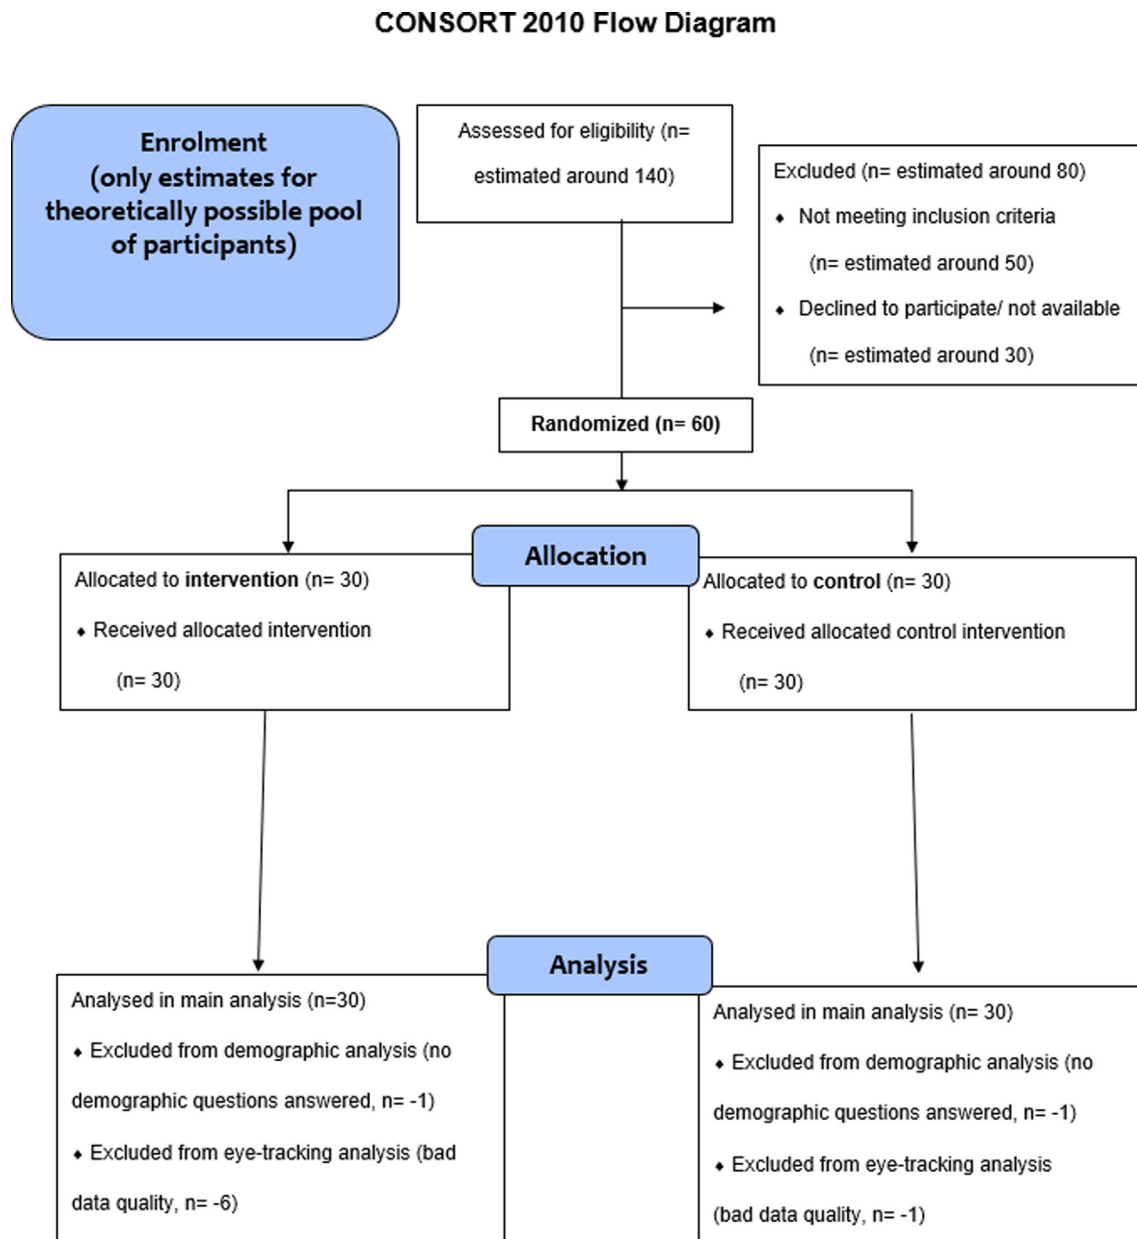 CONSORT 2010 Flow Diagram
Enrolment
(only estimates for
theoretically possible pool
of participants)
Assessed for eligibility (n=
estimated around 140)
Excluded (n= estimated around 80)
⬧ Not meeting inclusion criteria
(n= estimated around 50)
⬧ Declined to participate/ not available
(n= estimated around 30)
Randomized (n= 60)
Allocation
Allocated to intervention (n= 30)
⬧ Received allocated intervention
(n= 30)
Allocated to control (n= 30)
⬧ Received allocated control intervention
(n= 30)
Analysis
Analysed in main analysis (n=30)
⬧ Excluded from demographic analysis (no
demographic questions answered, n= -1)
⬧ Excluded from eye-tracking analysis (bad
data quality, n= -6)
Analysed in main analysis (n= 30)
⬧ Excluded from demographic analysis (no
demographic questions answered, n= -1)
⬧ Excluded from eye-tracking analysis
(bad data quality, n= -1)